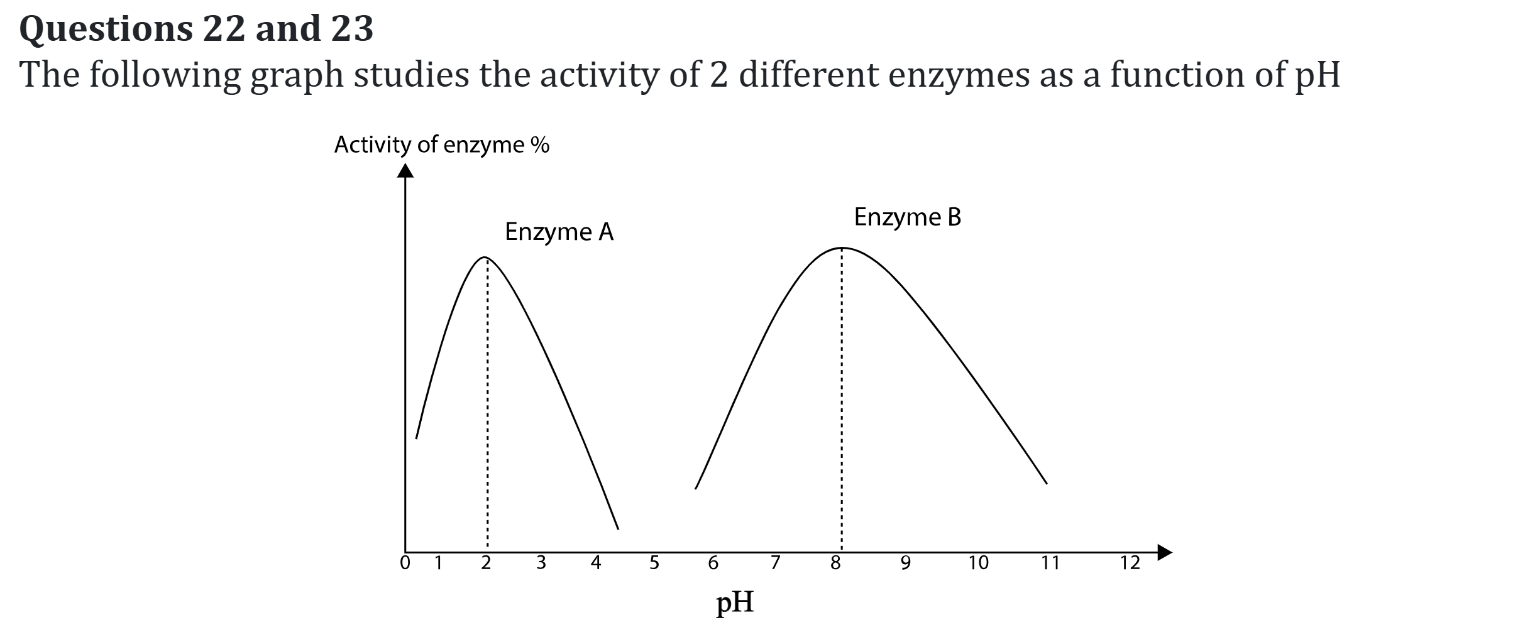 Questions 22 and 23
The following graph studies the activity of 2 different enzymes as a function of pH
Activity of enzyme %
Enzyme A
Enzyme B
0 1 2 3 4 5 6 7 8 9 10 11 12
pH